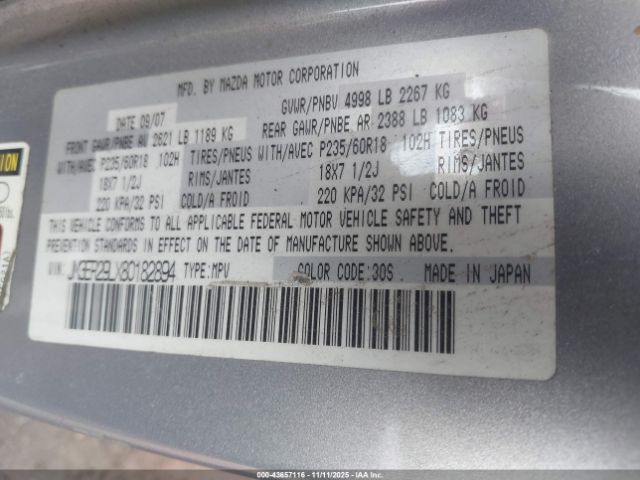 MFD. BY MAZDA MOTOR CORPORATION
DATE 09/07 GVWR/PNBV 4998 LB 2267 KG
FRONT GAWR/PNBE AV 2621 LB 1189 KG REAR GAWR/PNBE AR 2388 LB 1083 KG
WITH/AVEC P235/60R18 102H TIRES/PNEUS WITH/AVEC P235/60R18 102H TIRES/PNEUS
18X7 1/2J RIMS/JANTES 18X7 1/2J RIMS/JANTES
220 KPA/32 PSI COLD/A FROID 220 KPA/32 PSI COLD/A FROID
THIS VEHICLE CONFORMS TO ALL APPLICABLE FEDERAL MOTOR VEHICLE SAFETY AND THEFT
PREVENTION STANDARDS IN EFFECT ON THE DATE OF MANUFACTURE SHOWN ABOVE.
VIN: JM3ER29LX80182894 TYPE:MPV COLOR CODE:30S MADE IN JAPAN
000-43657116 - 11/11/2025 - IAAI.COM